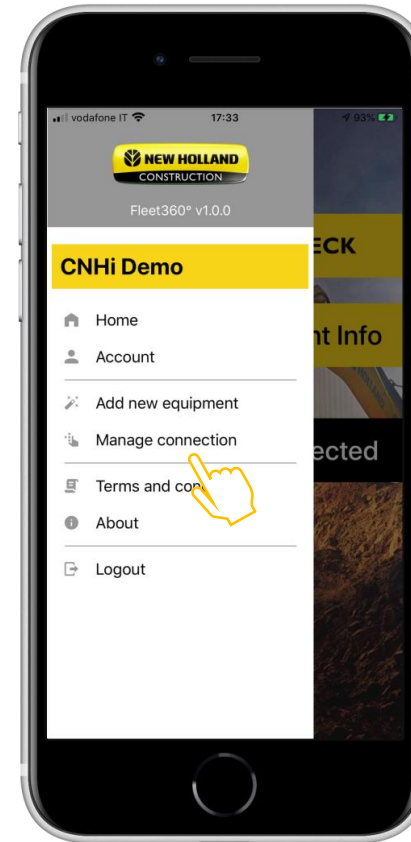 vodafone IT 17:33 93%
NEW HOLLAND
CONSTRUCTION
Fleet360° v1.0.0
ECK
CNHi Demo
Home
nt Info
Account
Add new equipment
Manage connection
ected
Terms and con
About
Logout